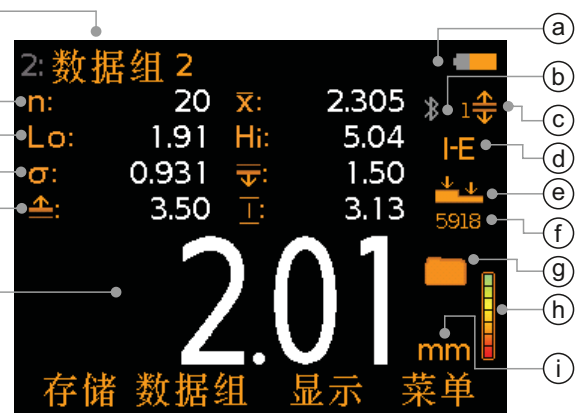 2: 数据组 2
n: 20 x̅: 2.305
Lo: 1.91 Hi: 5.04
σ: 0.931 : 1.50
: 3.50 : 3.13
2.01
1
I-E
5918
mm
存储 数据组 显示 菜单
a
b
c
d
e
f
g
h
i